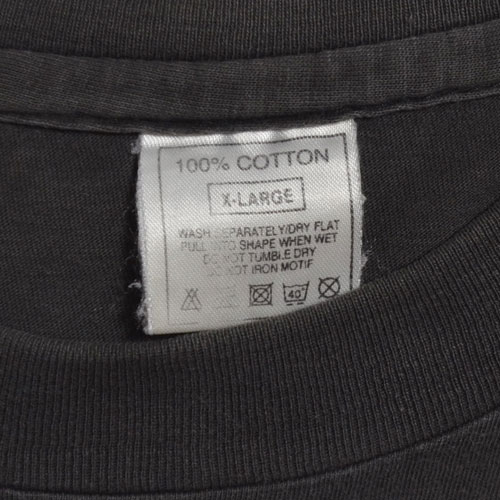 100% COTTON
X-LARGE
WASH SEPARATELY/DRY FLAT
PULL INTO SHAPE WHEN WET
DO NOT TUMBLE DRY
DO NOT IRON MOTIF
40°